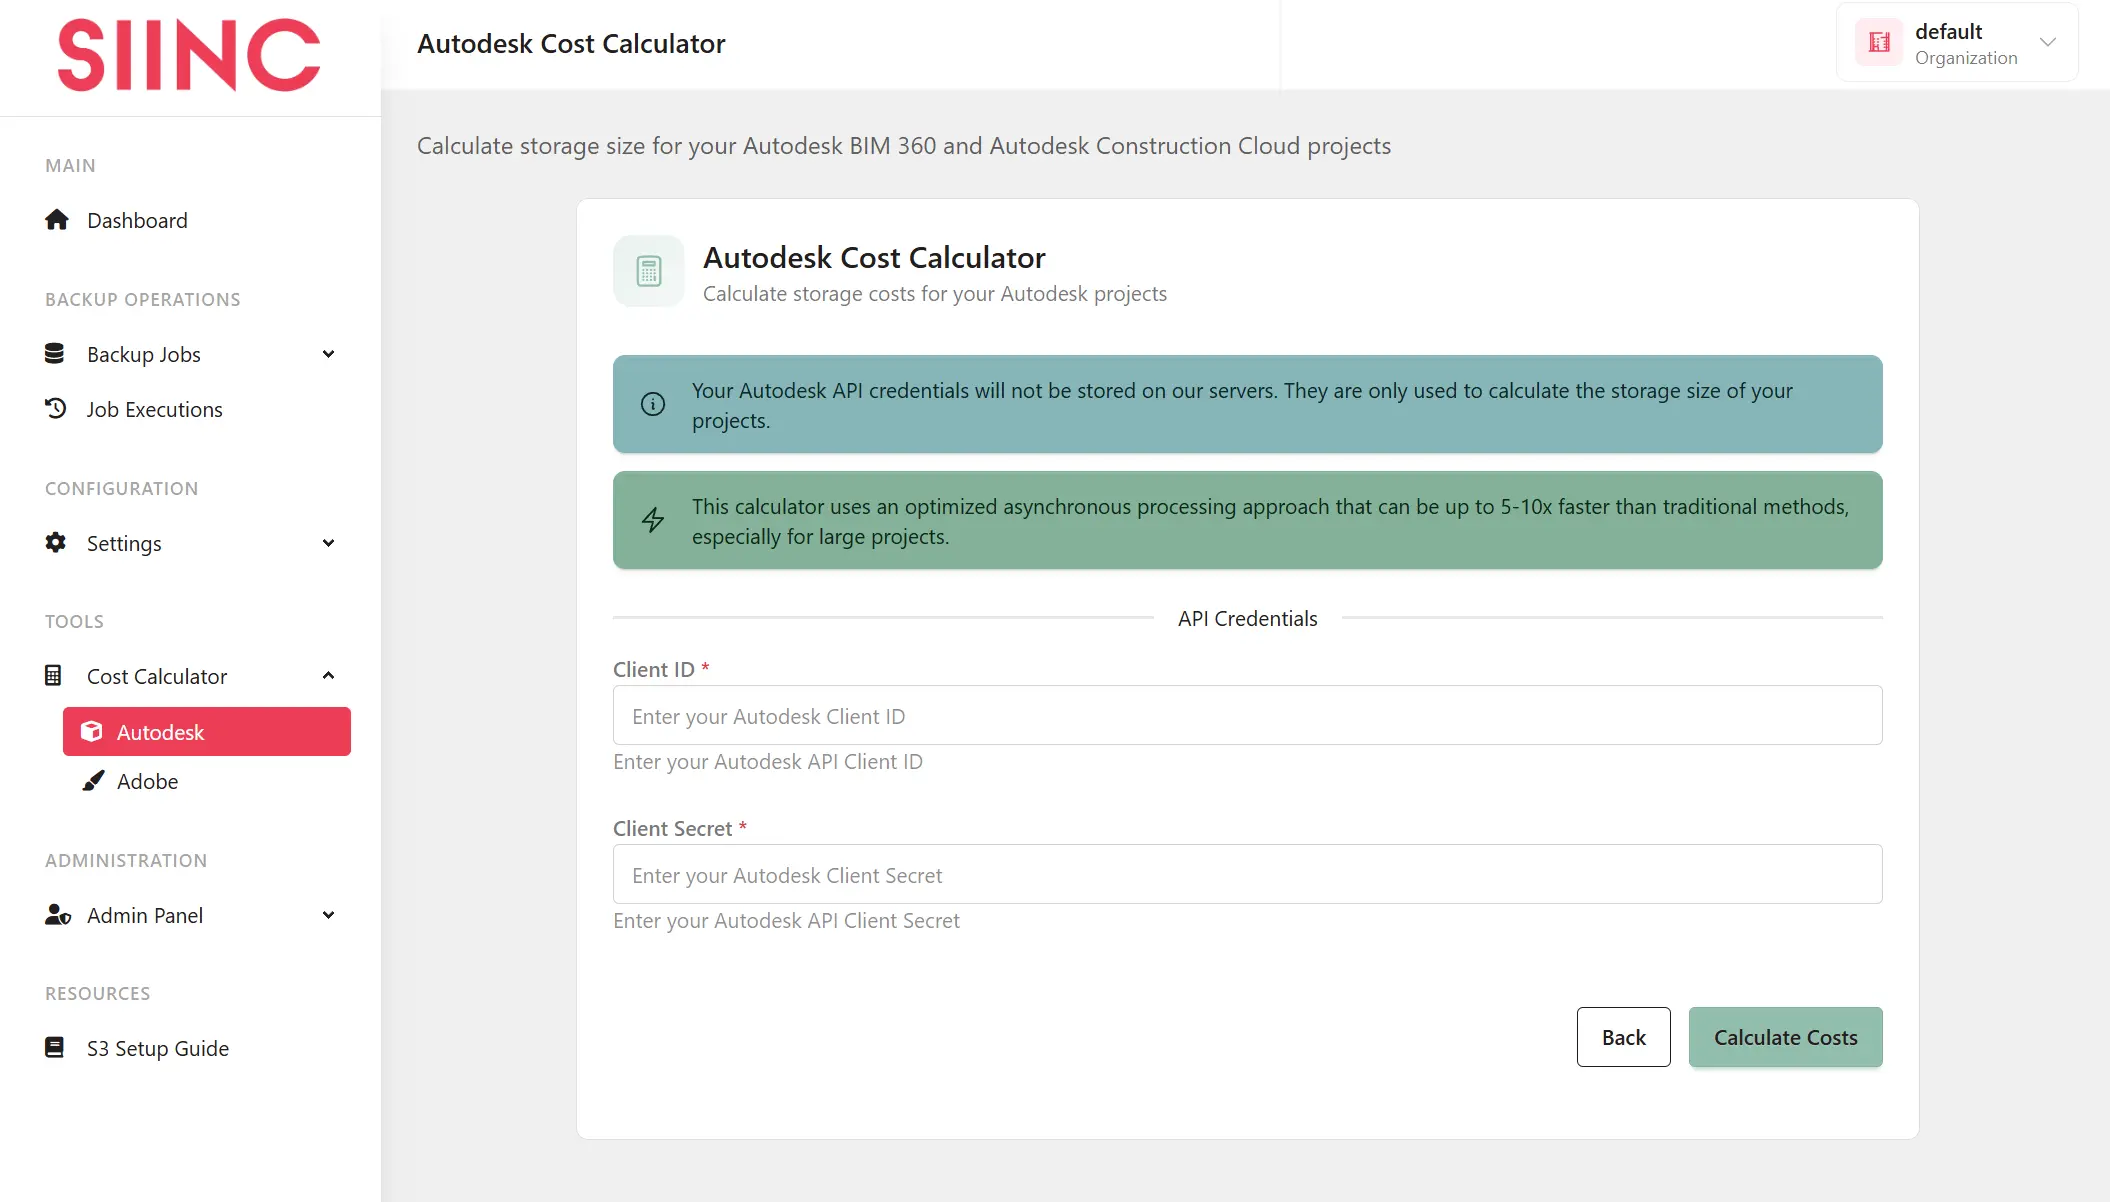 SIINC
Autodesk Cost Calculator
default
Organization
MAIN
Dashboard
BACKUP OPERATIONS
Backup Jobs
Job Executions
CONFIGURATION
Settings
TOOLS
Cost Calculator
Autodesk
Adobe
ADMINISTRATION
Admin Panel
RESOURCES
S3 Setup Guide
Calculate storage size for your Autodesk BIM 360 and Autodesk Construction Cloud projects
Autodesk Cost Calculator
Calculate storage costs for your Autodesk projects
Your Autodesk API credentials will not be stored on our servers. They are only used to calculate the storage size of your
projects.
This calculator uses an optimized asynchronous processing approach that can be up to 5-10x faster than traditional methods,
especially for large projects.
API Credentials
Client ID *
Enter your Autodesk Client ID
Enter your Autodesk API Client ID
Client Secret *
Enter your Autodesk Client Secret
Enter your Autodesk API Client Secret
Back
Calculate Costs